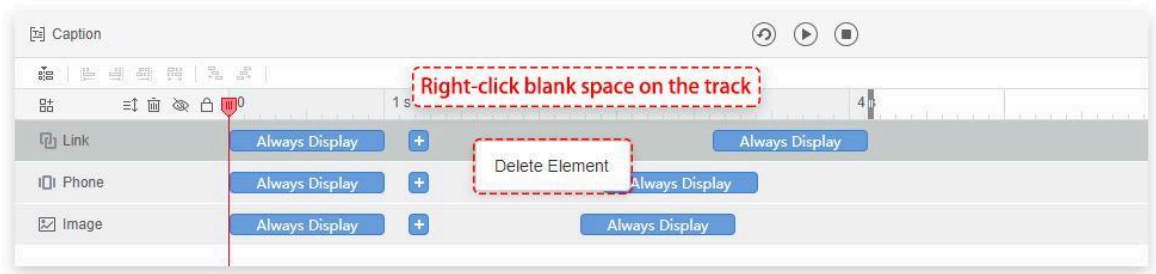 Caption
Right-click blank space on the track
0 1 s 4 s
Link Always Display + Always Display
Delete Element
Phone Always Display + Always Display
Image Always Display + Always Display